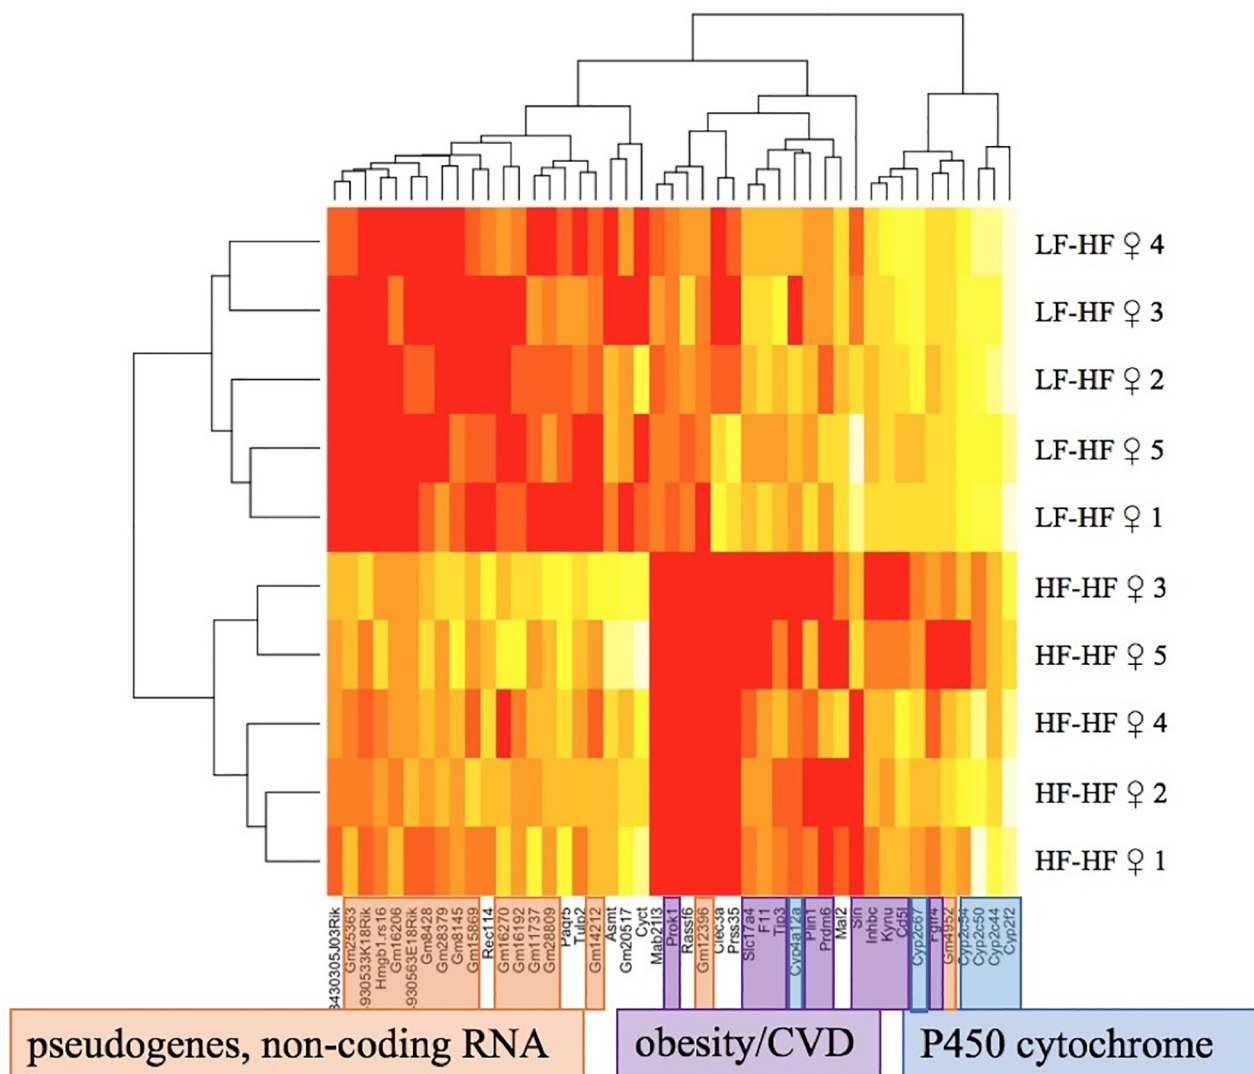 LF-HF ♀ 4
LF-HF ♀ 3
LF-HF ♀ 2
LF-HF ♀ 5
LF-HF ♀ 1
HF-HF ♀ 3
HF-HF ♀ 5
HF-HF ♀ 4
HF-HF ♀ 2
HF-HF ♀ 1
Gm25363
Hmgb1.rs16
Gm16206
Gm8428
Gm28379
Gm8145
Gm15869
Rec114
Gm16270
Gm16192
Gm11737
Gm28809
Paqr5
Tulp2
Gm14212
Asmt
Gm20517
Cyct
Mab21l3
Prok1
Rassf6
Gm12396
Clec3a
Prss35
Slc17a4
F11
Cyp4a12a
Plin1
Prdm6
Mal2
Inhbc
Kynu
Cd5l
Cyp2c67
Fgfr4
Gm4952
Cyp2c54
Cyp2c50
Cyp2c44
Cyp2f2
pseudogenes, non-coding RNA
obesity/CVD
P450 cytochrome